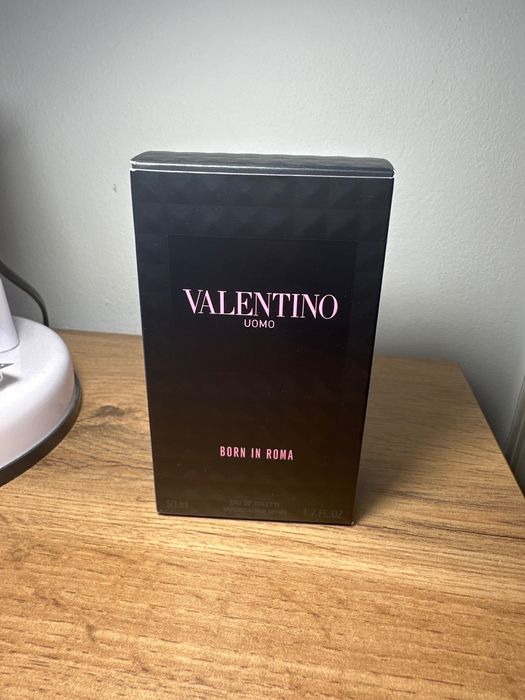 VALENTINO
UOMO
BORN IN ROMA
50 ml EAU DE TOILETTE 1.7 FL.OZ